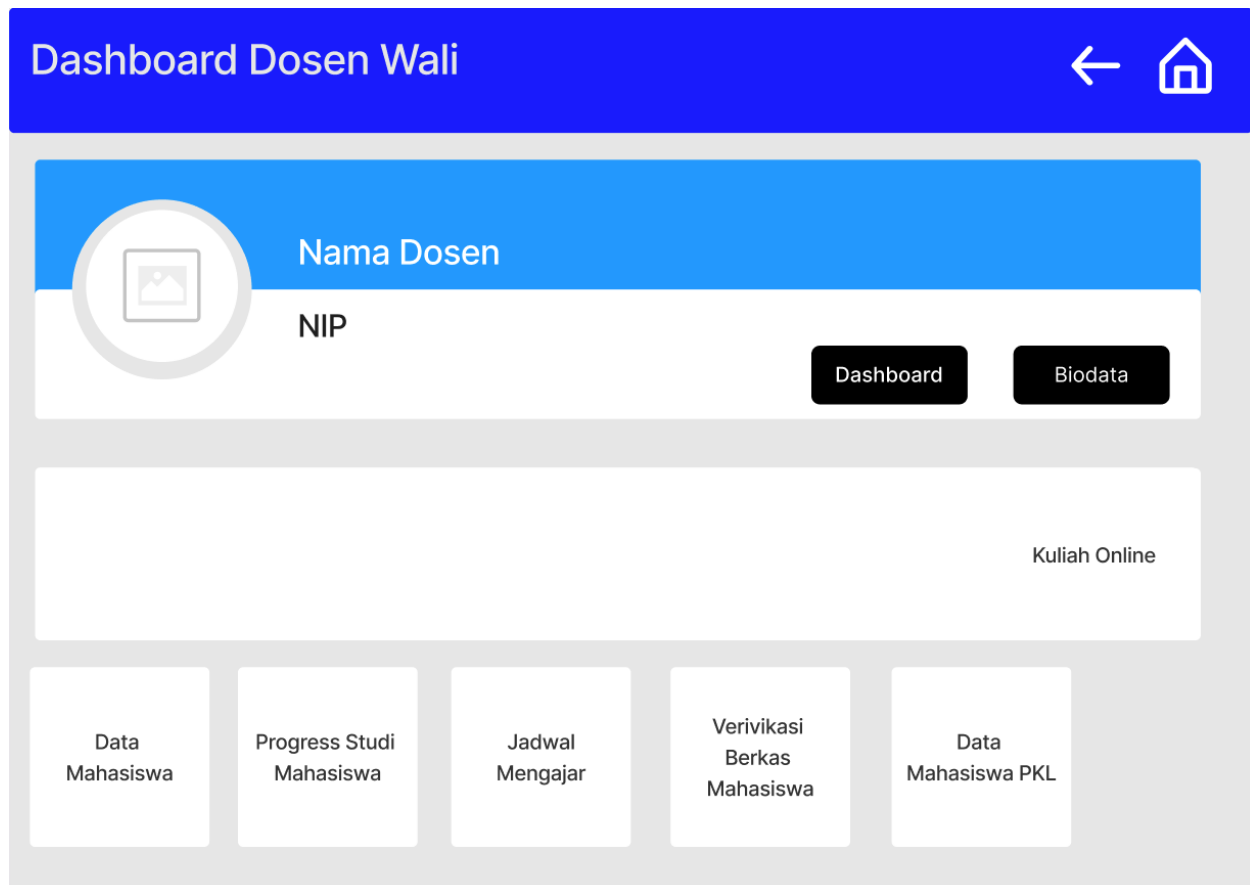 Dashboard Dosen Wali
Nama Dosen
NIP
Dashboard
Biodata
Kuliah Online
Data
Mahasiswa
Progress Studi
Mahasiswa
Jadwal
Mengajar
Verivikasi
Berkas
Mahasiswa
Data
Mahasiswa PKL